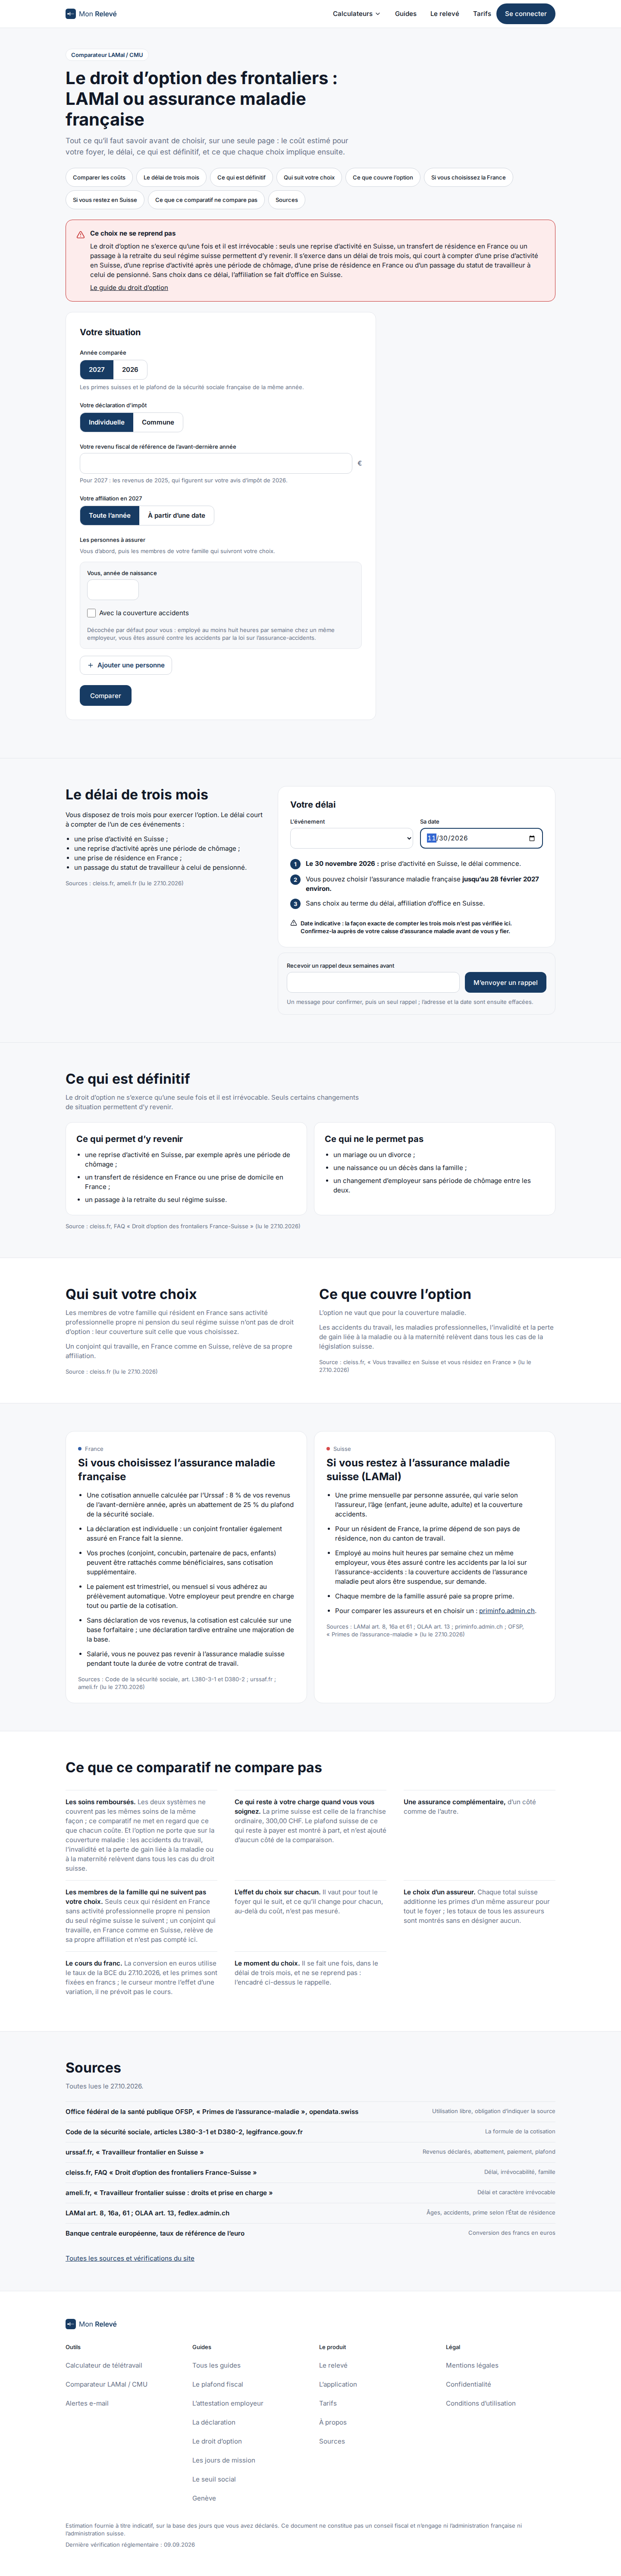 Mon Relevé
Calculateurs
Guides
Le relevé
Tarifs
Se connecter
Comparateur LAMal / CMU
Le droit d’option des frontaliers :
LAMal ou assurance maladie
française
Tout ce qu’il faut savoir avant de choisir, sur une seule page : le coût estimé pour
votre foyer, le délai, ce qui est définitif, et ce que chaque choix implique ensuite.
Comparer les coûts
Le délai de trois mois
Ce qui est définitif
Qui suit votre choix
Ce que couvre l’option
Si vous choisissez la France
Si vous restez en Suisse
Ce que ce comparatif ne compare pas
Sources
Ce choix ne se reprend pas
Le droit d’option ne s’exerce qu’une fois et il est irrévocable : seuls une reprise d’activité en Suisse, un transfert de résidence en France ou un
passage à la retraite du seul régime suisse permettent d’y revenir. Il s’exerce dans un délai de trois mois, qui court à compter d’une prise d’activité
en Suisse, d’une reprise d’activité après une période de chômage, d’une prise de résidence en France ou d’un passage du statut de travailleur à
celui de pensionné. Sans choix dans ce délai, l’affiliation se fait d’office en Suisse.
Le guide du droit d’option
Votre situation
Année comparée
2027
2026
Les primes suisses et le plafond de la sécurité sociale française de la même année.
Votre déclaration d’impôt
Individuelle
Commune
Votre revenu fiscal de référence de l’avant-dernière année
€
Pour 2027 : les revenus de 2025, qui figurent sur votre avis d’impôt de 2026.
Votre affiliation en 2027
Toute l’année
À partir d’une date
Les personnes à assurer
Vous d’abord, puis les membres de votre famille qui suivront votre choix.
Vous, année de naissance
Avec la couverture accidents
Décochée par défaut pour vous : employé au moins huit heures par semaine chez un même
employeur, vous êtes assuré contre les accidents par la loi sur l’assurance-accidents.
Ajouter une personne
Comparer
Le délai de trois mois
Vous disposez de trois mois pour exercer l’option. Le délai court
à compter de l’un de ces événements :
• une prise d’activité en Suisse ;
• une reprise d’activité après une période de chômage ;
• une prise de résidence en France ;
• un passage du statut de travailleur à celui de pensionné.
Sources : cleiss.fr, ameli.fr (lu le 27.10.2026)
Votre délai
L’événement
Sa date
11/30/2026
1 Le 30 novembre 2026 : prise d’activité en Suisse, le délai commence.
2 Vous pouvez choisir l’assurance maladie française jusqu’au 28 février 2027
environ.
3 Sans choix au terme du délai, affiliation d’office en Suisse.
Date indicative : la façon exacte de compter les trois mois n’est pas vérifiée ici.
Confirmez-la auprès de votre caisse d’assurance maladie avant de vous y fier.
Recevoir un rappel deux semaines avant
M’envoyer un rappel
Un message pour confirmer, puis un seul rappel ; l’adresse et la date sont ensuite effacées.
Ce qui est définitif
Le droit d’option ne s’exerce qu’une seule fois et il est irrévocable. Seuls certains changements
de situation permettent d’y revenir.
Ce qui permet d’y revenir
• une reprise d’activité en Suisse, par exemple après une période de
chômage ;
• un transfert de résidence en France ou une prise de domicile en
France ;
• un passage à la retraite du seul régime suisse.
Ce qui ne le permet pas
• un mariage ou un divorce ;
• une naissance ou un décès dans la famille ;
• un changement d’employeur sans période de chômage entre les
deux.
Source : cleiss.fr, FAQ « Droit d’option des frontaliers France-Suisse » (lu le 27.10.2026)
Qui suit votre choix
Les membres de votre famille qui résident en France sans activité
professionnelle propre ni pension du seul régime suisse n’ont pas de droit
d’option : leur couverture suit celle que vous choisissez.
Un conjoint qui travaille, en France comme en Suisse, relève de sa propre
affiliation.
Source : cleiss.fr (lu le 27.10.2026)
Ce que couvre l’option
L’option ne vaut que pour la couverture maladie.
Les accidents du travail, les maladies professionnelles, l’invalidité et la perte
de gain liée à la maladie ou à la maternité relèvent dans tous les cas de la
législation suisse.
Source : cleiss.fr, « Vous travaillez en Suisse et vous résidez en France » (lu le
27.10.2026)
France
Si vous choisissez l’assurance maladie
française
• Une cotisation annuelle calculée par l’Urssaf : 8 % de vos revenus
de l’avant-dernière année, après un abattement de 25 % du plafond
de la sécurité sociale.
• La déclaration est individuelle : un conjoint frontalier également
assuré en France fait la sienne.
• Vos proches (conjoint, concubin, partenaire de pacs, enfants)
peuvent être rattachés comme bénéficiaires, sans cotisation
supplémentaire.
• Le paiement est trimestriel, ou mensuel si vous adhérez au
prélèvement automatique. Votre employeur peut prendre en charge
tout ou partie de la cotisation.
• Sans déclaration de vos revenus, la cotisation est calculée sur une
base forfaitaire ; une déclaration tardive entraîne une majoration de
la base.
• Salarié, vous ne pouvez pas revenir à l’assurance maladie suisse
pendant toute la durée de votre contrat de travail.
Sources : Code de la sécurité sociale, art. L380-3-1 et D380-2 ; urssaf.fr ;
ameli.fr (lu le 27.10.2026)
Suisse
Si vous restez à l’assurance maladie
suisse (LAMal)
• Une prime mensuelle par personne assurée, qui varie selon
l’assureur, l’âge (enfant, jeune adulte, adulte) et la couverture
accidents.
• Pour un résident de France, la prime dépend de son pays de
résidence, non du canton de travail.
• Employé au moins huit heures par semaine chez un même
employeur, vous êtes assuré contre les accidents par la loi sur
l’assurance-accidents : la couverture accidents de l’assurance
maladie peut alors être suspendue, sur demande.
• Chaque membre de la famille assuré paie sa propre prime.
• Pour comparer les assureurs et en choisir un : priminfo.admin.ch.
Sources : LAMal art. 8, 16a et 61 ; OLAA art. 13 ; priminfo.admin.ch ; OFSP,
« Primes de l’assurance-maladie » (lu le 27.10.2026)
Ce que ce comparatif ne compare pas
Les soins remboursés. Les deux systèmes ne
couvrent pas les mêmes soins de la même
façon ; ce comparatif ne met en regard que ce
que chacun coûte. Et l’option ne porte que sur la
couverture maladie : les accidents du travail,
l’invalidité et la perte de gain liée à la maladie ou
à la maternité relèvent dans tous les cas du droit
suisse.
Ce qui reste à votre charge quand vous vous
soignez. La prime suisse est celle de la franchise
ordinaire, 300,00 CHF. Le plafond suisse de ce
qui reste à payer est montré à part, et n’est ajouté
d’aucun côté de la comparaison.
Une assurance complémentaire, d’un côté
comme de l’autre.
Les membres de la famille qui ne suivent pas
votre choix. Seuls ceux qui résident en France
sans activité professionnelle propre ni pension
du seul régime suisse le suivent ; un conjoint qui
travaille, en France comme en Suisse, relève de
sa propre affiliation et n’est pas compté ici.
L’effet du choix sur chacun. Il vaut pour tout le
foyer qui le suit, et ce qu’il change pour chacun,
au-delà du coût, n’est pas mesuré.
Le choix d’un assureur. Chaque total suisse
additionne les primes d’un même assureur pour
tout le foyer ; les totaux de tous les assureurs
sont montrés sans en désigner aucun.
Le cours du franc. La conversion en euros utilise
le taux de la BCE du 27.10.2026, et les primes sont
fixées en francs ; le curseur montre l’effet d’une
variation, il ne prévoit pas le cours.
Le moment du choix. Il se fait une fois, dans le
délai de trois mois, et ne se reprend pas :
l’encadré ci-dessus le rappelle.
Sources
Toutes lues le 27.10.2026.
Office fédéral de la santé publique OFSP, « Primes de l’assurance-maladie », opendata.swiss
Utilisation libre, obligation d’indiquer la source
Code de la sécurité sociale, articles L380-3-1 et D380-2, legifrance.gouv.fr
La formule de la cotisation
urssaf.fr, « Travailleur frontalier en Suisse »
Revenus déclarés, abattement, paiement, plafond
cleiss.fr, FAQ « Droit d’option des frontaliers France-Suisse »
Délai, irrévocabilité, famille
ameli.fr, « Travailleur frontalier suisse : droits et prise en charge »
Délai et caractère irrévocable
LAMal art. 8, 16a, 61 ; OLAA art. 13, fedlex.admin.ch
Âges, accidents, prime selon l’État de résidence
Banque centrale européenne, taux de référence de l’euro
Conversion des francs en euros
Toutes les sources et vérifications du site
Mon Relevé
Outils
Calculateur de télétravail
Comparateur LAMal / CMU
Alertes e-mail
Guides
Tous les guides
Le plafond fiscal
L’attestation employeur
La déclaration
Le droit d’option
Les jours de mission
Le seuil social
Genève
Le produit
Le relevé
L’application
Tarifs
À propos
Sources
Légal
Mentions légales
Confidentialité
Conditions d’utilisation
Estimation fournie à titre indicatif, sur la base des jours que vous avez déclarés. Ce document ne constitue pas un conseil fiscal et n’engage ni l’administration française ni
l’administration suisse.
Dernière vérification réglementaire : 09.09.2026